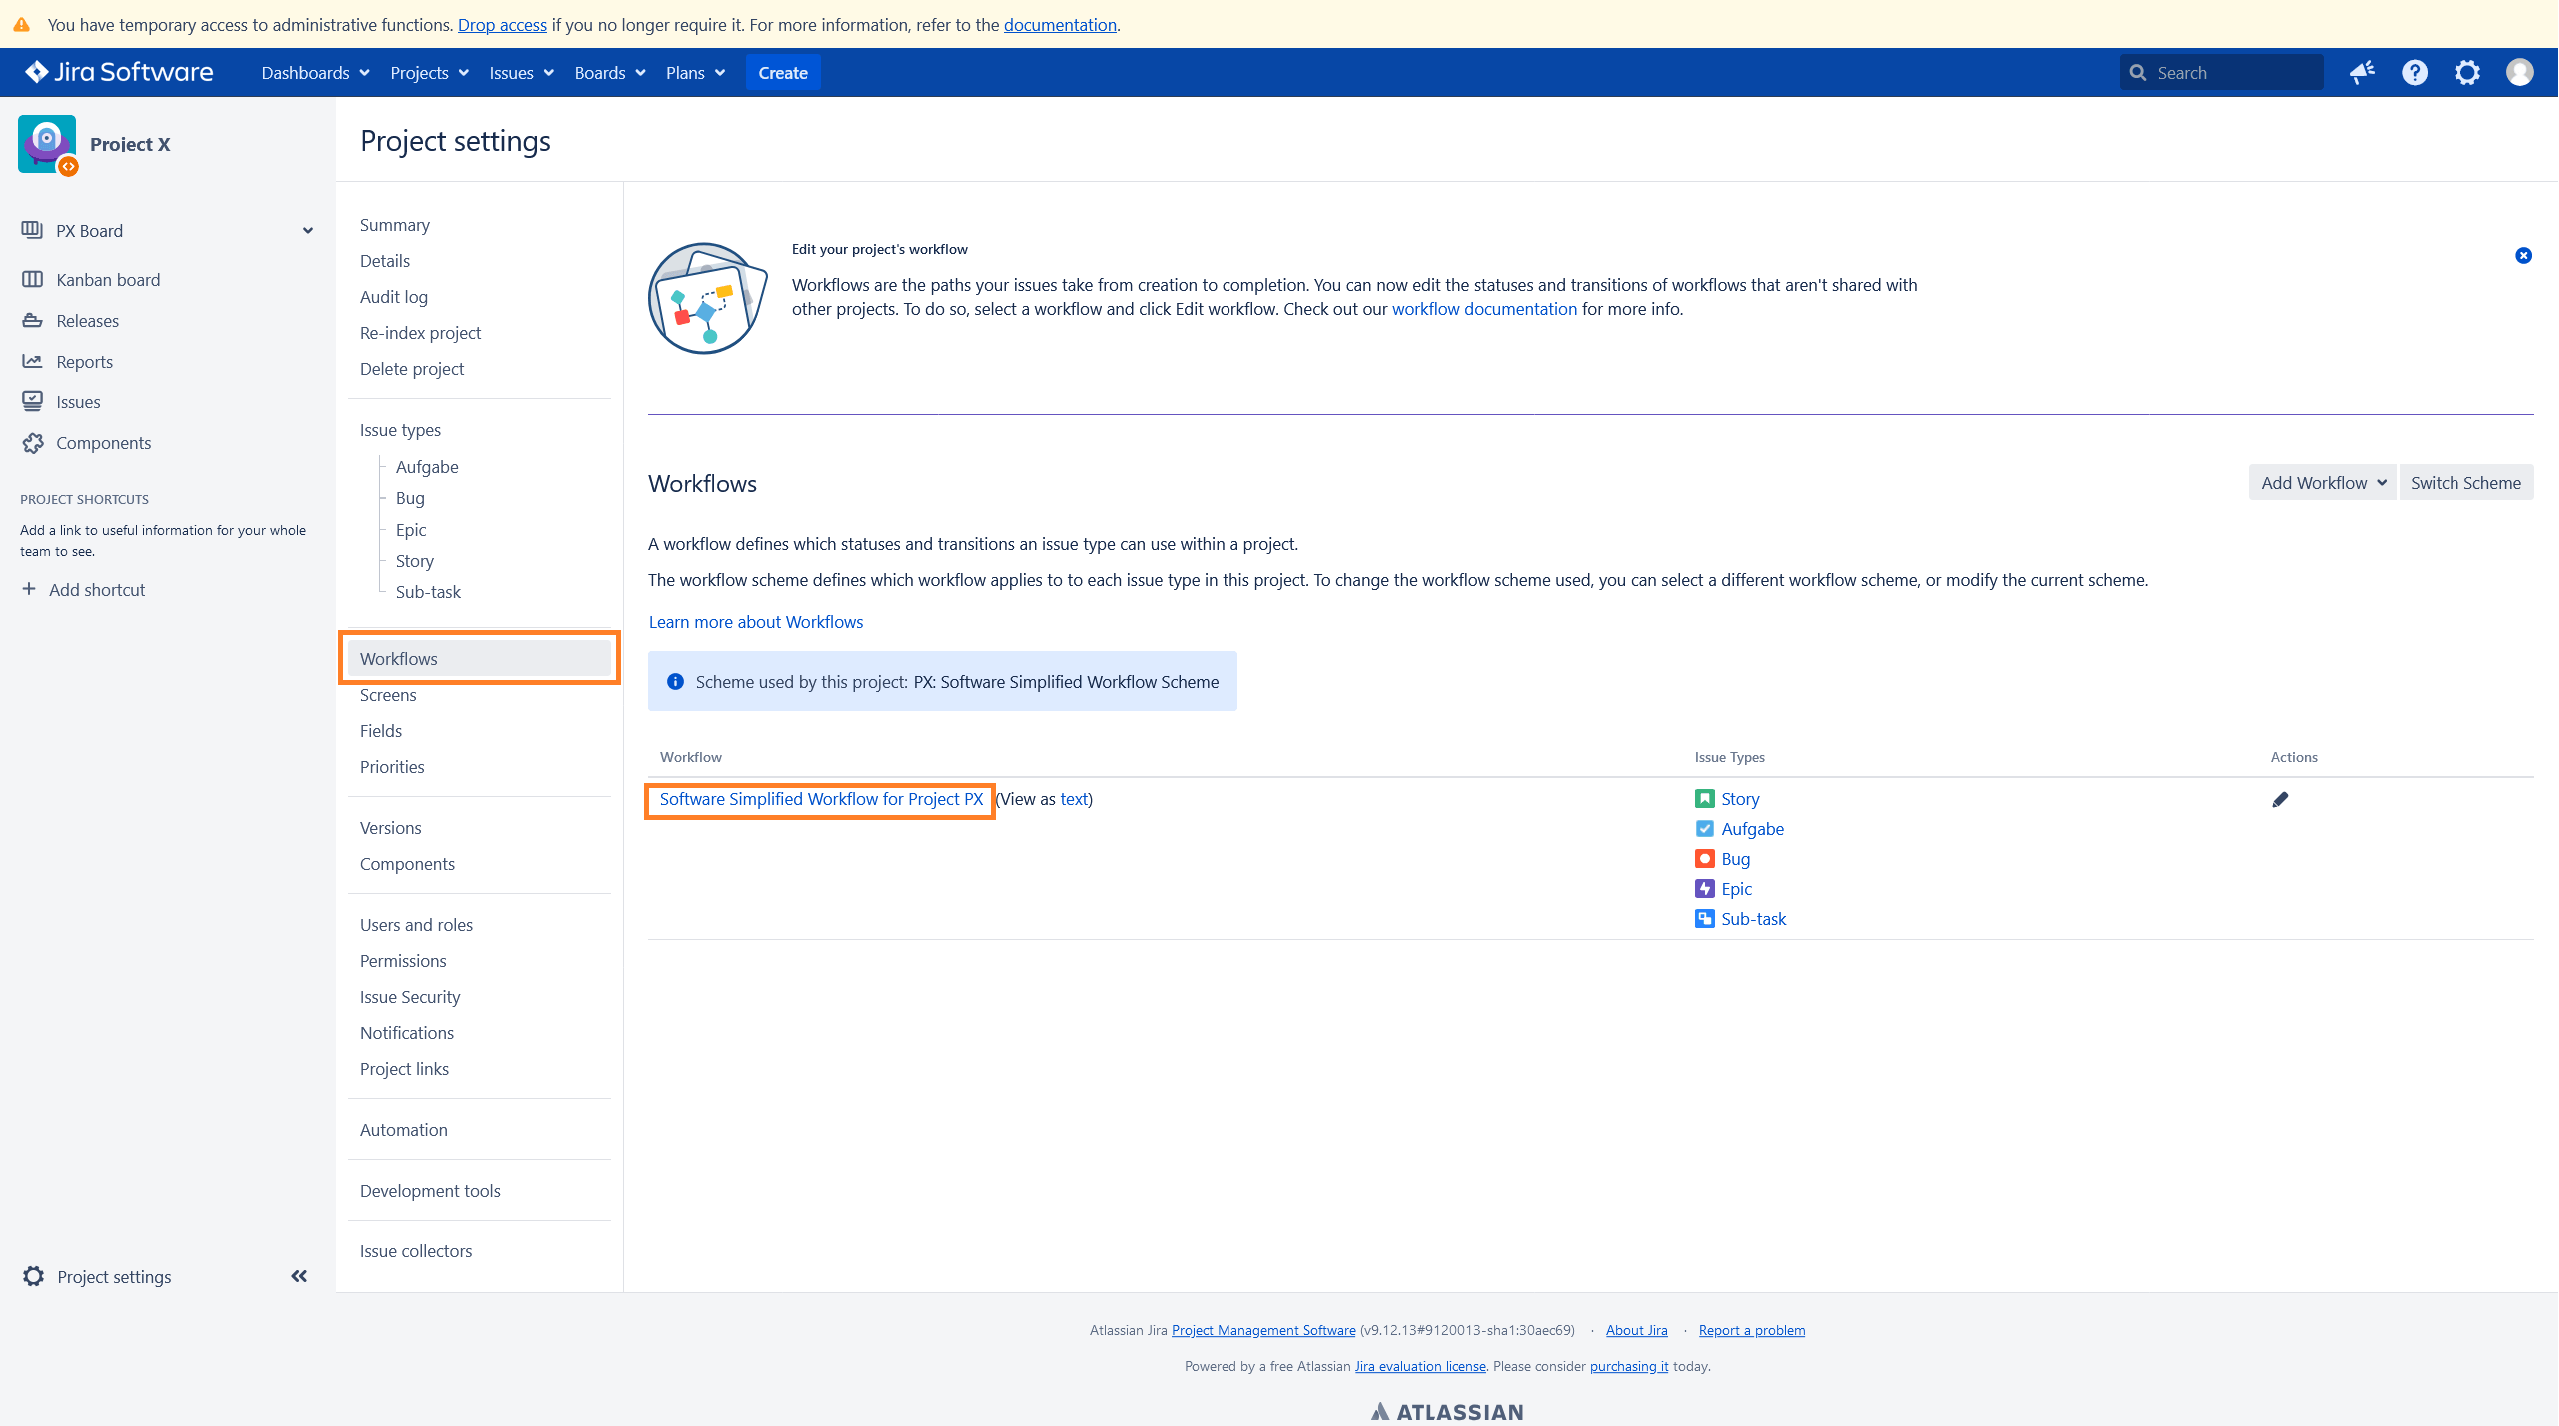 You have temporary access to administrative functions. Drop access if you no longer require it. For more information, refer to the documentation.
Jira Software Dashboards Projects Issues Boards Plans Create Search
Project X
PX Board
Kanban board
Releases
Reports
Issues
Components
PROJECT SHORTCUTS
Add a link to useful information for your whole
team to see.
Add shortcut
Project settings
Project settings
Summary
Details
Audit log
Re-index project
Delete project
Issue types
Aufgabe
Bug
Epic
Story
Sub-task
Workflows
Screens
Fields
Priorities
Versions
Components
Users and roles
Permissions
Issue Security
Notifications
Project links
Automation
Development tools
Issue collectors
Edit your project's workflow
Workflows are the paths your issues take from creation to completion. You can now edit the statuses and transitions of workflows that aren't shared with
other projects. To do so, select a workflow and click Edit workflow. Check out our workflow documentation for more info.
Workflows
Add Workflow Switch Scheme
A workflow defines which statuses and transitions an issue type can use within a project.
The workflow scheme defines which workflow applies to to each issue type in this project. To change the workflow scheme used, you can select a different workflow scheme, or modify the current scheme.
Learn more about Workflows
Scheme used by this project: PX: Software Simplified Workflow Scheme
Workflow Issue Types Actions
Software Simplified Workflow for Project PX (View as text) Story
Aufgabe
Bug
Epic
Sub-task
Atlassian Jira Project Management Software (v9.12.13#9120013-sha1:30aec69) · About Jira · Report a problem
Powered by a free Atlassian Jira evaluation license. Please consider purchasing it today.
ATLASSIAN